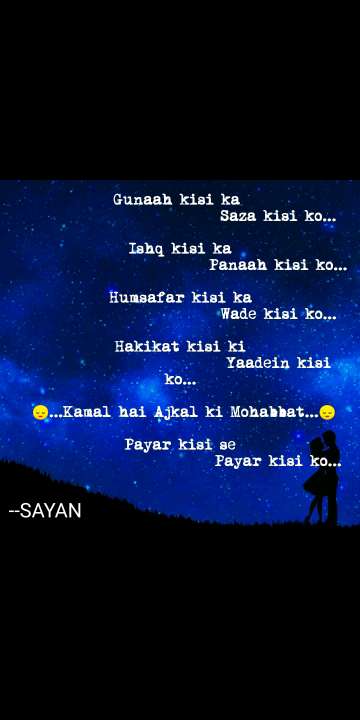 Gunaah kisi ka
Saza kisi ko...
Ishq kisi ka
Panaah kisi ko...
Humsafar kisi ka
Wade kisi ko...
Hakikat kisi ki
Yaadein kisi
ko...
😔...Kamal hai Ajkal ki Mohabbat...😔
Payar kisi se
Payar kisi ko...
--SAYAN